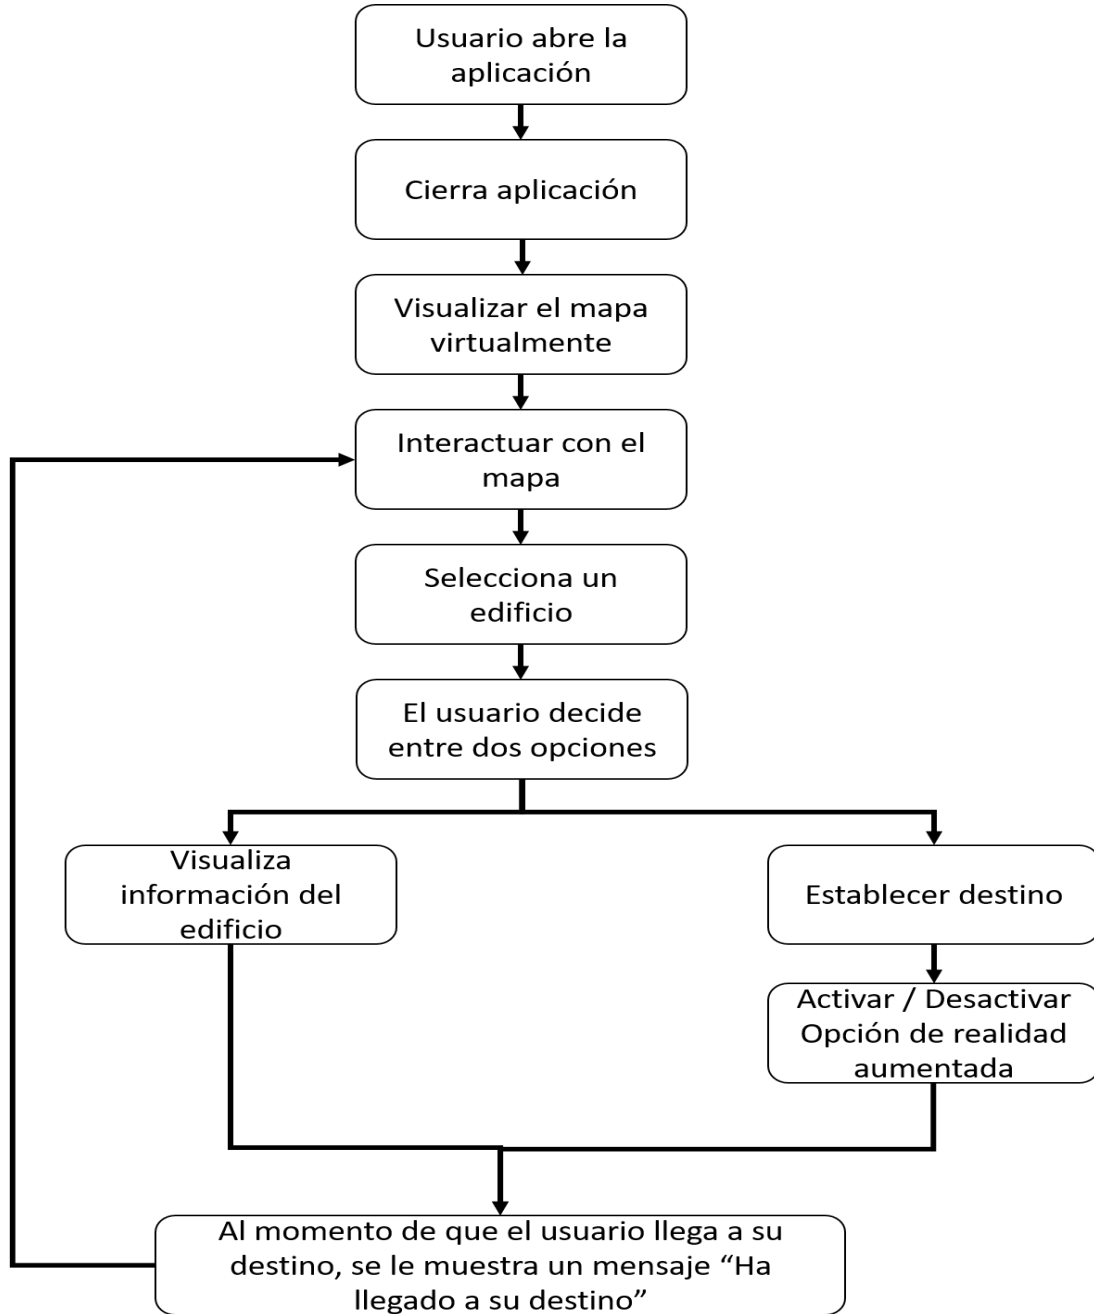 Usuario abre la
aplicación
Cierra aplicación
Visualizar el mapa
virtualmente
Interactuar con el
mapa
Selecciona un
edificio
El usuario decide
entre dos opciones
Visualiza
información del
edificio
Establecer destino
Activar / Desactivar
Opción de realidad
aumentada
Al momento de que el usuario llega a su
destino, se le muestra un mensaje “Ha
llegado a su destino”